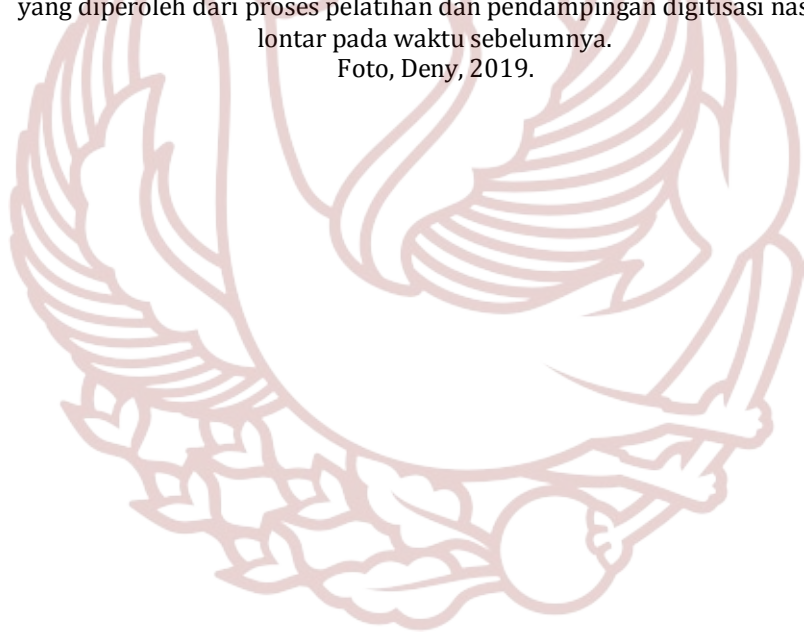 yang diperoleh dari proses pelatihan dan pendampingan digitisasi
lontar pada waktu sebelumnya.
Foto, Deny, 2019.